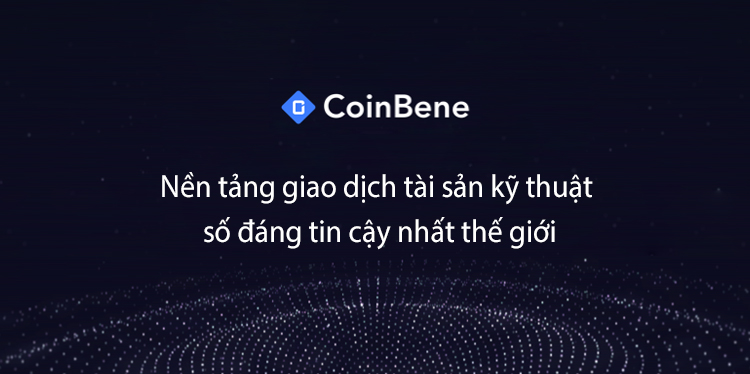 CoinBene
Nền tảng giao dịch tài sản kỹ thuật
số đáng tin cậy nhất thế giới